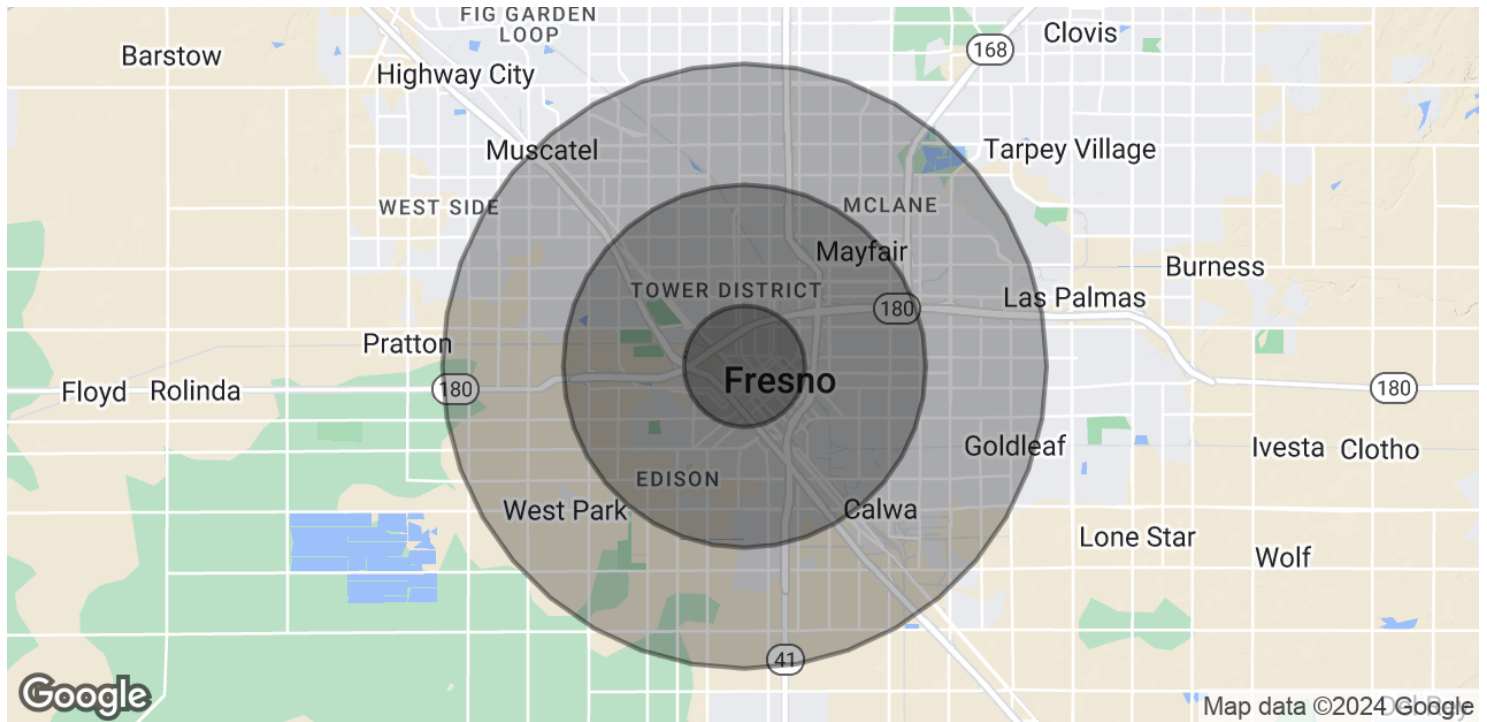 FIG GARDEN
LOOP
Clovis
168
Barstow
Highway City
Muscatel
Tarpey Village
WEST SIDE
MCLANE
Mayfair
Burness
TOWER DISTRICT
Las Palmas
180
Pratton
Fresno
Floyd
Rolinda
180
180
Goldleaf
Ivesta
Clotho
EDISON
West Park
Calwa
Lone Star
Wolf
41
Google
Map data ©2024 Google